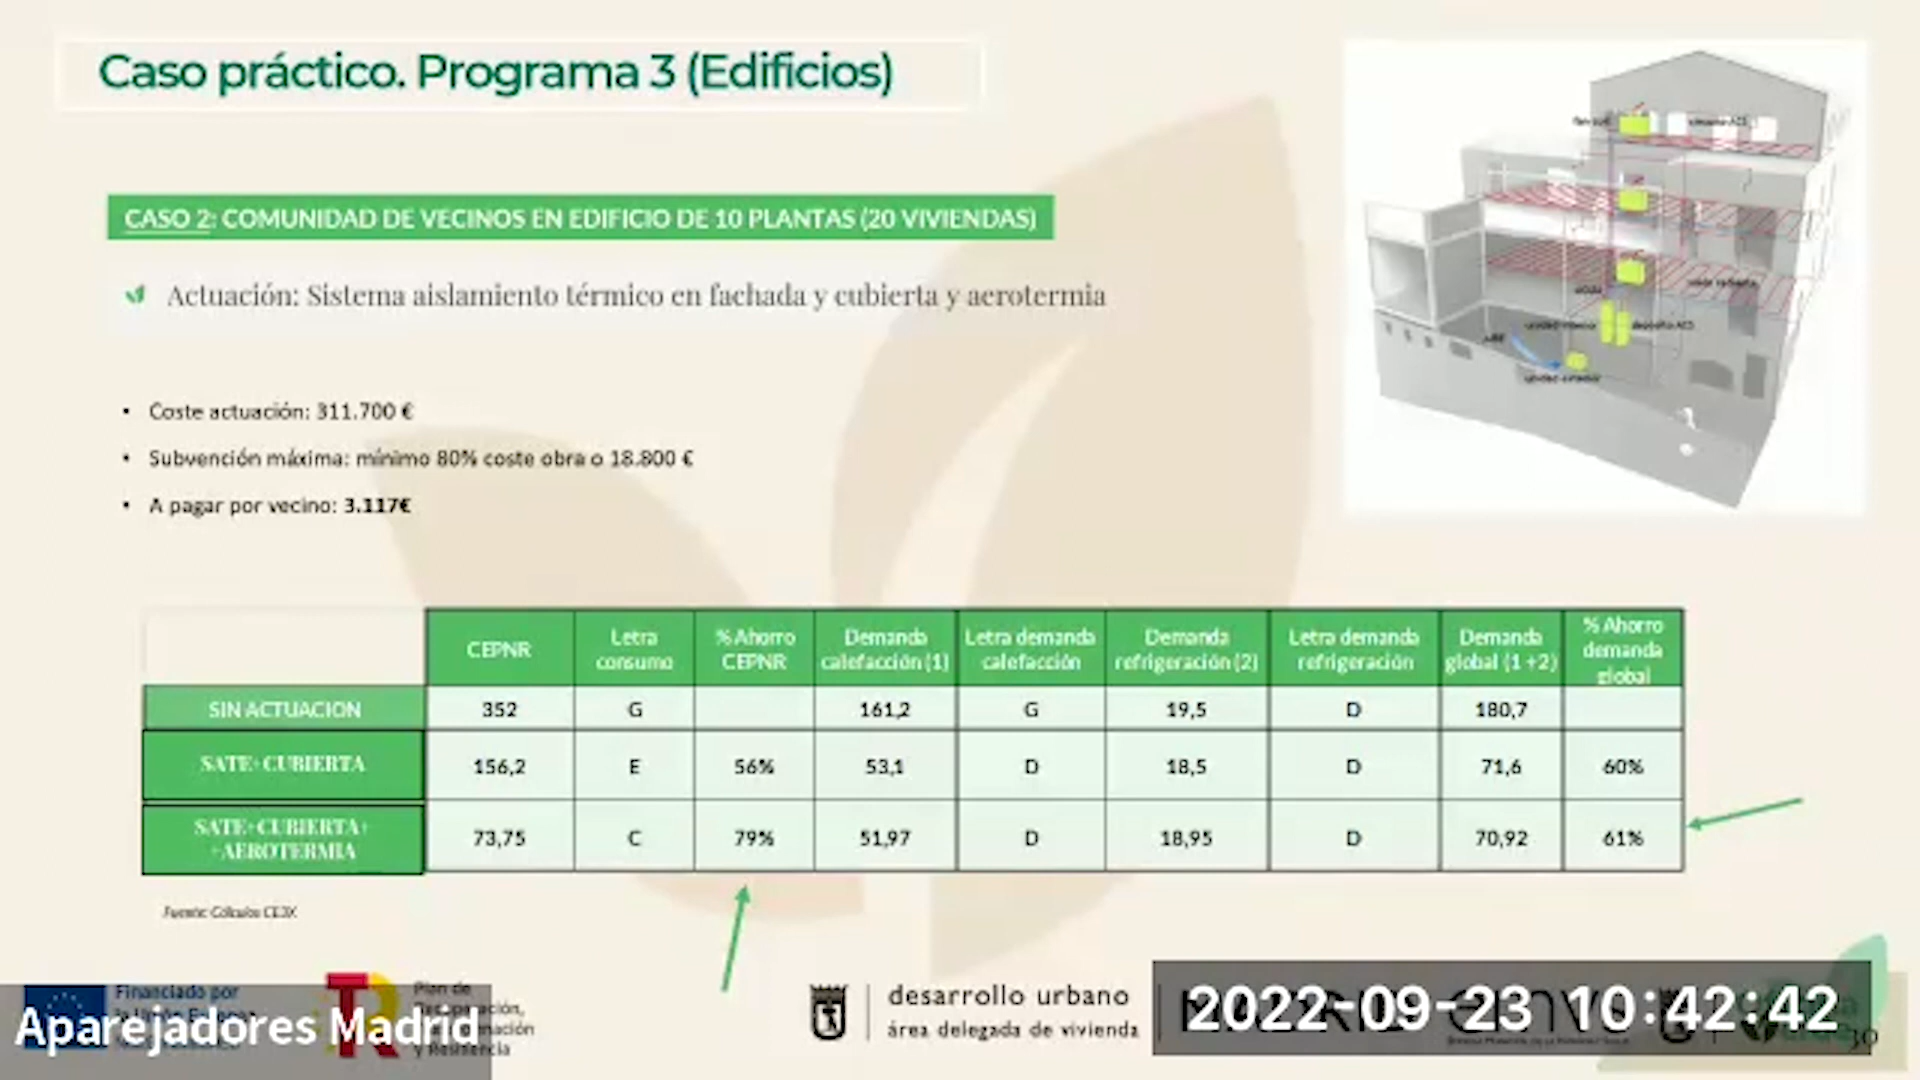 Caso práctico. Programa 3 (Edificios)
CASO 2: COMUNIDAD DE VECINOS EN EDIFICIO DE 10 PLANTAS (20 VIVIENDAS)
Actuación: Sistema aislamiento térmico en fachada y cubierta y aerotermia
• Coste actuación: 311.700 €
• Subvención máxima: mínimo 80% coste obra o 18.800 €
• A pagar por vecino: 3.117€
CEPNR
Letra
consumo
% Ahorro
CEPNR
Demanda
calefacción (1)
Letra demanda
calefacción
Demanda
refrigeración (2)
Letra demanda
refrigeración
Demanda
global (1 +2)
% Ahorro
demanda
global
SIN ACTUACION 352 G 161,2 G 19,5 D 180,7
SATE+CUBIERTA 156,2 E 56% 53,1 D 18,5 D 71,6 60%
SATE+CUBIERTA+
+AEROTERMIA
73,75 C 79% 51,97 D 18,95 D 70,92 61%
Fuente: Cálculos CE3X
Financiado por
Plan de
desarrollo urbano
área delegada de vivienda
Aparejadores Madrid
2022-09-23 10:42:42
30